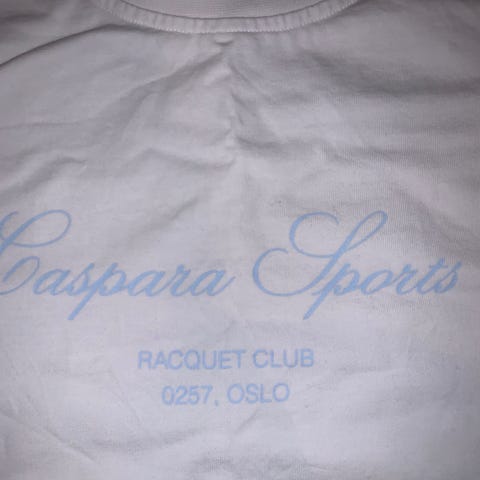 Caspara Sports
RACQUET CLUB
0257, OSLO